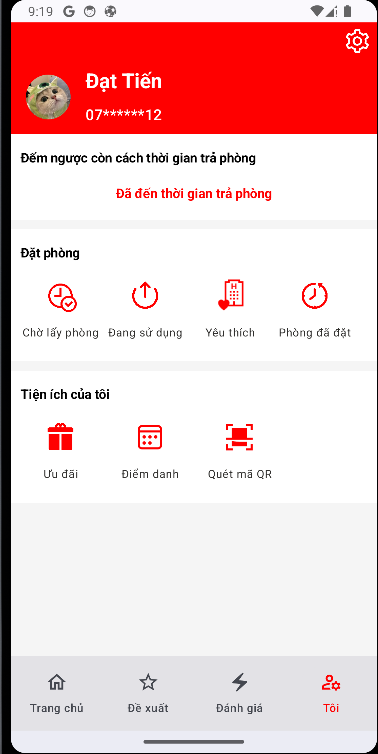 9:19
Đạt Tiến
07******12
Đếm ngược còn cách thời gian trả phòng
Đã đến thời gian trả phòng
Đặt phòng
Chờ lấy phòng Đang sử dụng Yêu thích Phòng đã đặt
Tiện ích của tôi
Ưu đãi Điểm danh Quét mã QR
Trang chủ Đề xuất Đánh giá Tôi